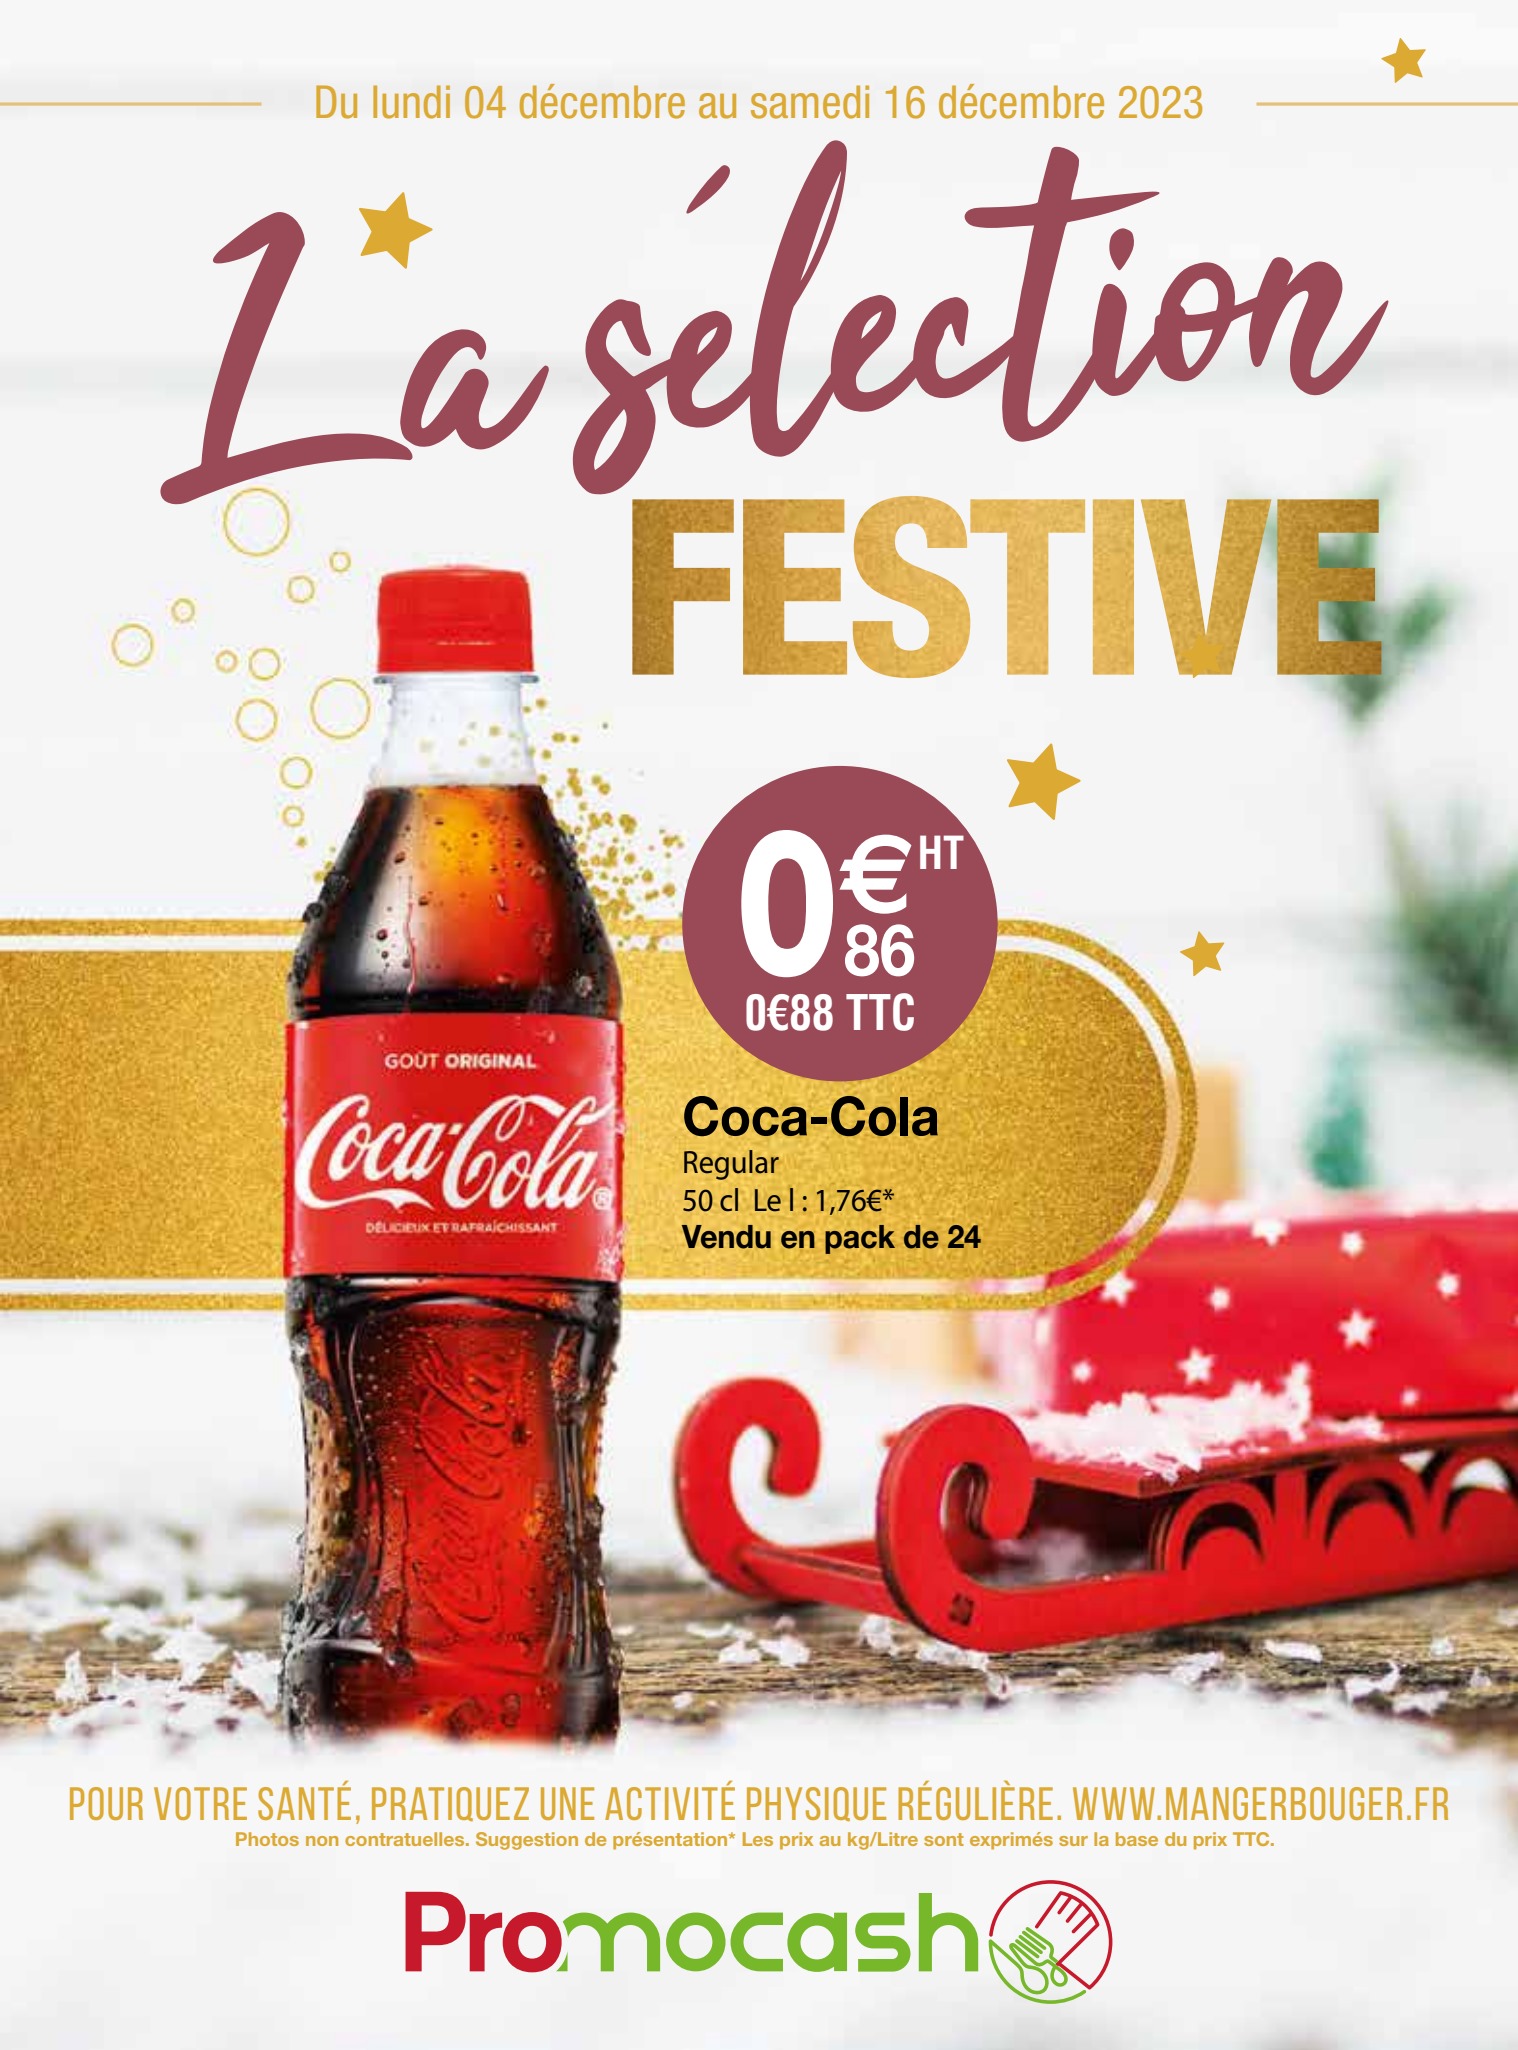 Du lundi 04 décembre au samedi 16 décembre 2023
La sélection
FESTIVE
0€86 HT
0€88 TTC
GOÛT ORIGINAL
Coca-Cola®
DÉLICIEUX ET RAFRAÎCHISSANT
Coca-Cola
Coca-Cola
Regular
50 cl Le l : 1,76€*
Vendu en pack de 24
POUR VOTRE SANTÉ, PRATIQUEZ UNE ACTIVITÉ PHYSIQUE RÉGULIÈRE. WWW.MANGERBOUGER.FR
Photos non contratuelles. Suggestion de présentation* Les prix au kg/Litre sont exprimés sur la base du prix TTC.
Promocash